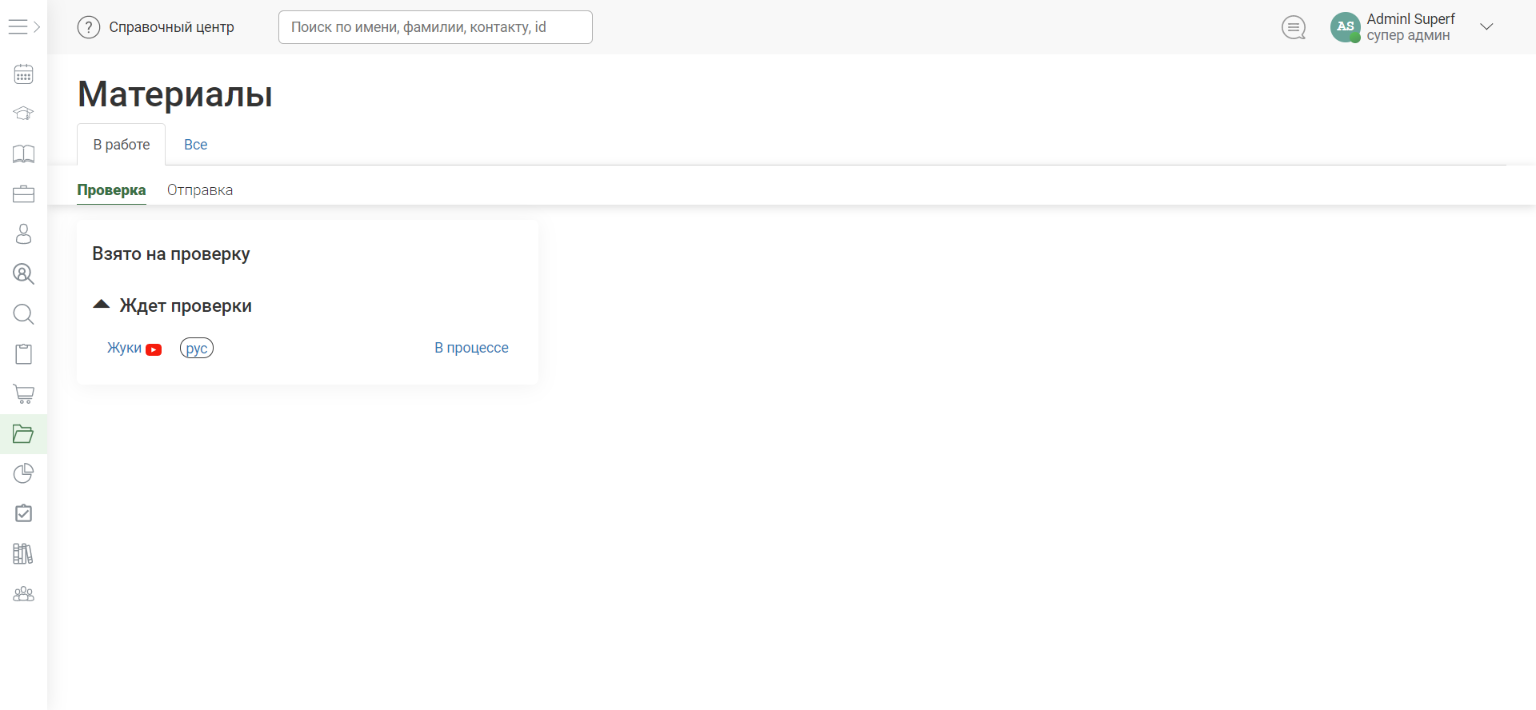 ? Справочный центр
Поиск по имени, фамилии, контакту, id
AS
Adminl Superf
супер админ
Материалы
В работе
Все
Проверка
Отправка
Взято на проверку
Ждет проверки
Жуки
рус
В процессе